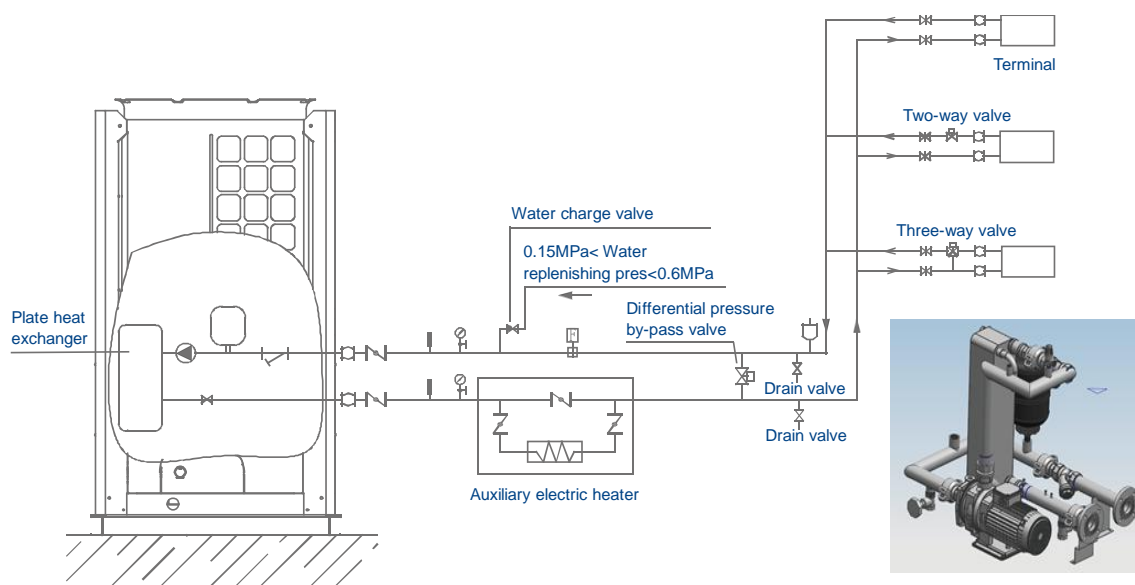 Terminal
Two-way valve
Water charge valve
Three-way valve
0.15MPa< Water
replenishing pres<0.6MPa
Differential pressure
by-pass valve
Plate heat
exchanger
H
Drain valve
Drain valve
Auxiliary electric heater